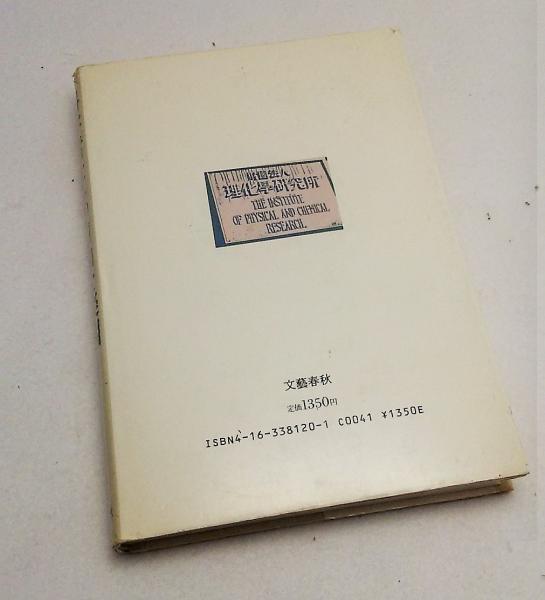 財團法人
理化學研究所
THE INSTITUTE
OF PHYSICAL AND CHEMICAL
RESEARCH.
文藝春秋
定価1350円
ISBN4-16-338120-1 C0041 ¥1350E